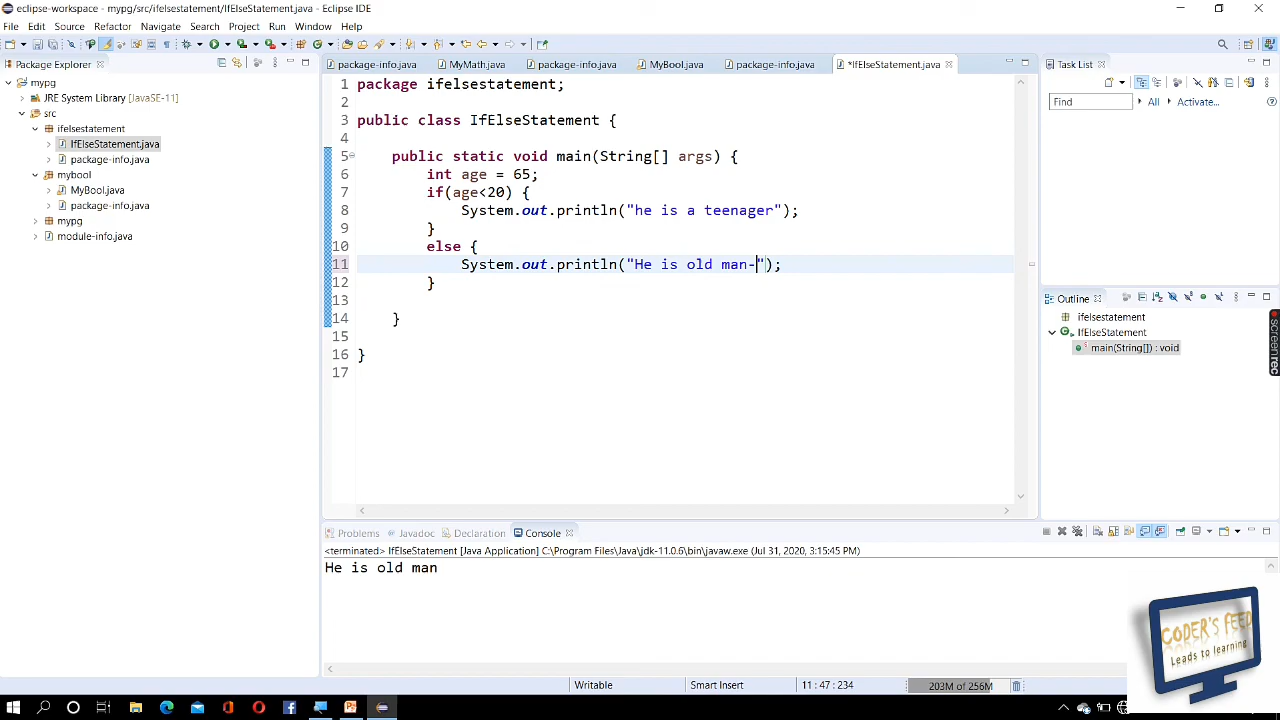 eclipse-workspace - mypg/src/ifelsestatement/IfElseStatement.java - Eclipse IDE
File Edit Source Refactor Navigate Search Project Run Window Help
Package Explorer
package-info.java MyMath.java package-info.java MyBool.java package-info.java *IfElseStatement.java
Task List
mypg
JRE System Library [JavaSE-11]
src
ifelsestatement
IfElseStatement.java
package-info.java
mybool
MyBool.java
package-info.java
mypg
module-info.java
1 package ifelsestatement;
2
3 public class IfElseStatement {
4
5 public static void main(String[] args) {
6 int age = 65;
7 if(age<20) {
8 System.out.println("he is a teenager");
9 }
10 else {
11 System.out.println("He is old man-");
12 }
13
14 }
15
16 }
17
Find All Activate...
Outline
ifelsestatement
IfElseStatement
main(String[]) : void
screenrec
Problems Javadoc Declaration Console
<terminated> IfElseStatement [Java Application] C:\Program Files\Java\jdk-11.0.6\bin\javaw.exe (Jul 31, 2020, 3:15:45 PM)
He is old man
CODER'S FEED
Leads to learning
Writable Smart Insert 11 : 47 : 234 203M of 256M